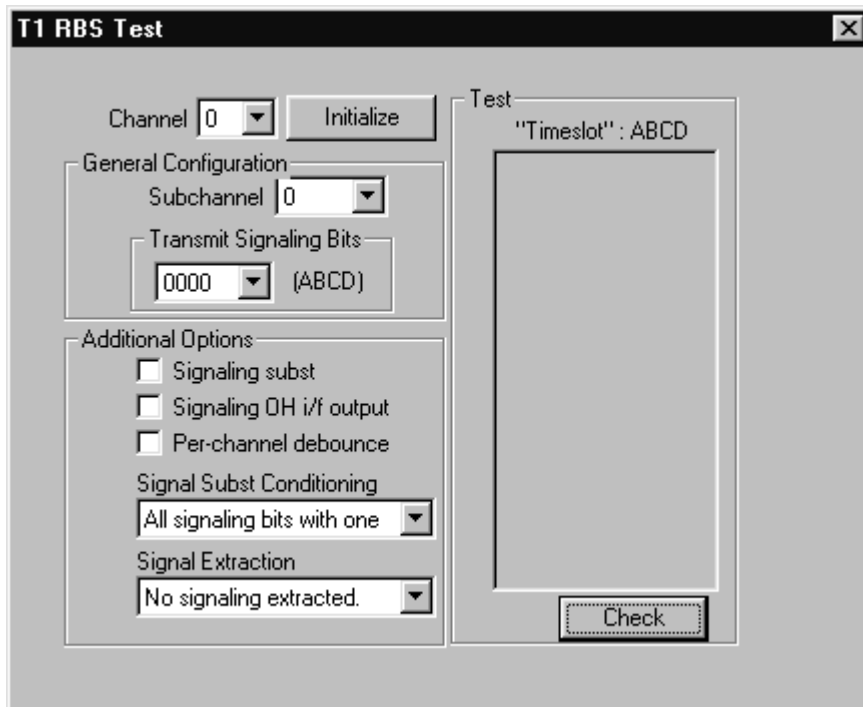 T1 RBS Test
Channel 0 Initialize
General Configuration
Subchannel 0
Transmit Signaling Bits
0000 (ABCD)
Additional Options
Signaling subst
Signaling OH i/f output
Per-channel debounce
Signal Subst Conditioning
All signaling bits with one
Signal Extraction
No signaling extracted.
Test
"Timeslot" : ABCD
Check